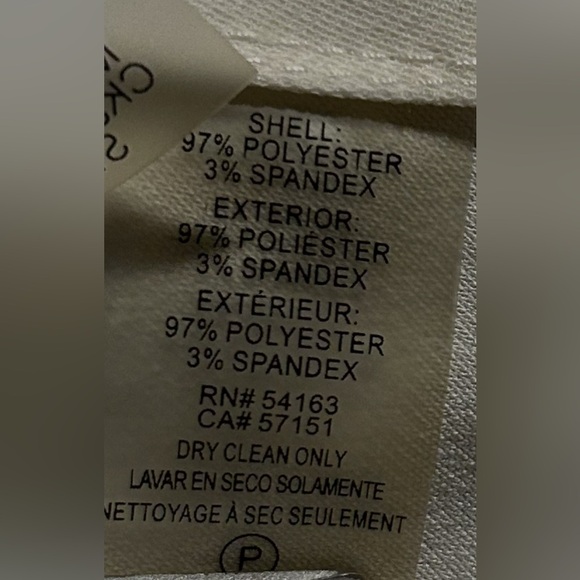 SHELL:
97% POLYESTER
3% SPANDEX
EXTERIOR:
97% POLIÉSTER
3% SPANDEX
EXTÉRIEUR:
97% POLYESTER
3% SPANDEX
RN# 54163
CA# 57151
DRY CLEAN ONLY
LAVAR EN SECO SOLAMENTE
NETTOYAGE À SEC SEULEMENT
P